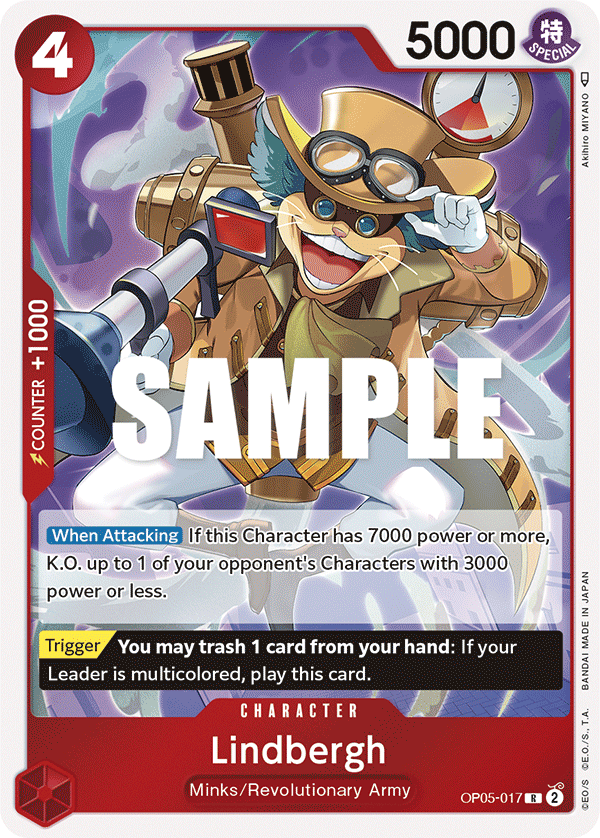 4
5000
特
SPECIAL
Akihiro MIYANO
COUNTER +1000
SAMPLE
When Attacking If this Character has 7000 power or more,
K.O. up to 1 of your opponent's Characters with 3000
power or less.
Trigger You may trash 1 card from your hand: If your
Leader is multicolored, play this card.
CHARACTER
Lindbergh
Minks/Revolutionary Army
OP05-017 R 2
©EO/S ©E.O./S., T.A. BANDAI MADE IN JAPAN